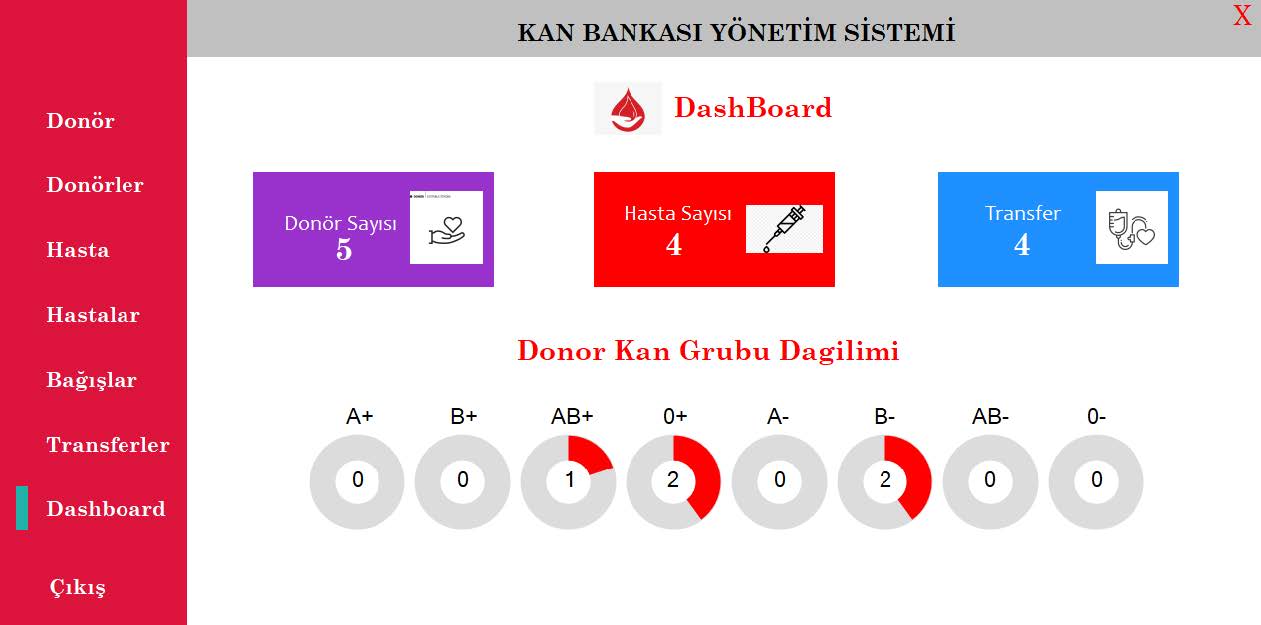 KAN BANKASI YÖNETİM SİSTEMİ
X
Donör
Donörler
Hasta
Hastalar
Bağışlar
Transferler
Dashboard
Çıkış
DashBoard
Donör Sayısı
5
Hasta Sayısı
4
Transfer
4
Donor Kan Grubu Dagilimi
A+ B+ AB+ 0+ A- B- AB- 0-
0 0 1 2 0 2 0 0